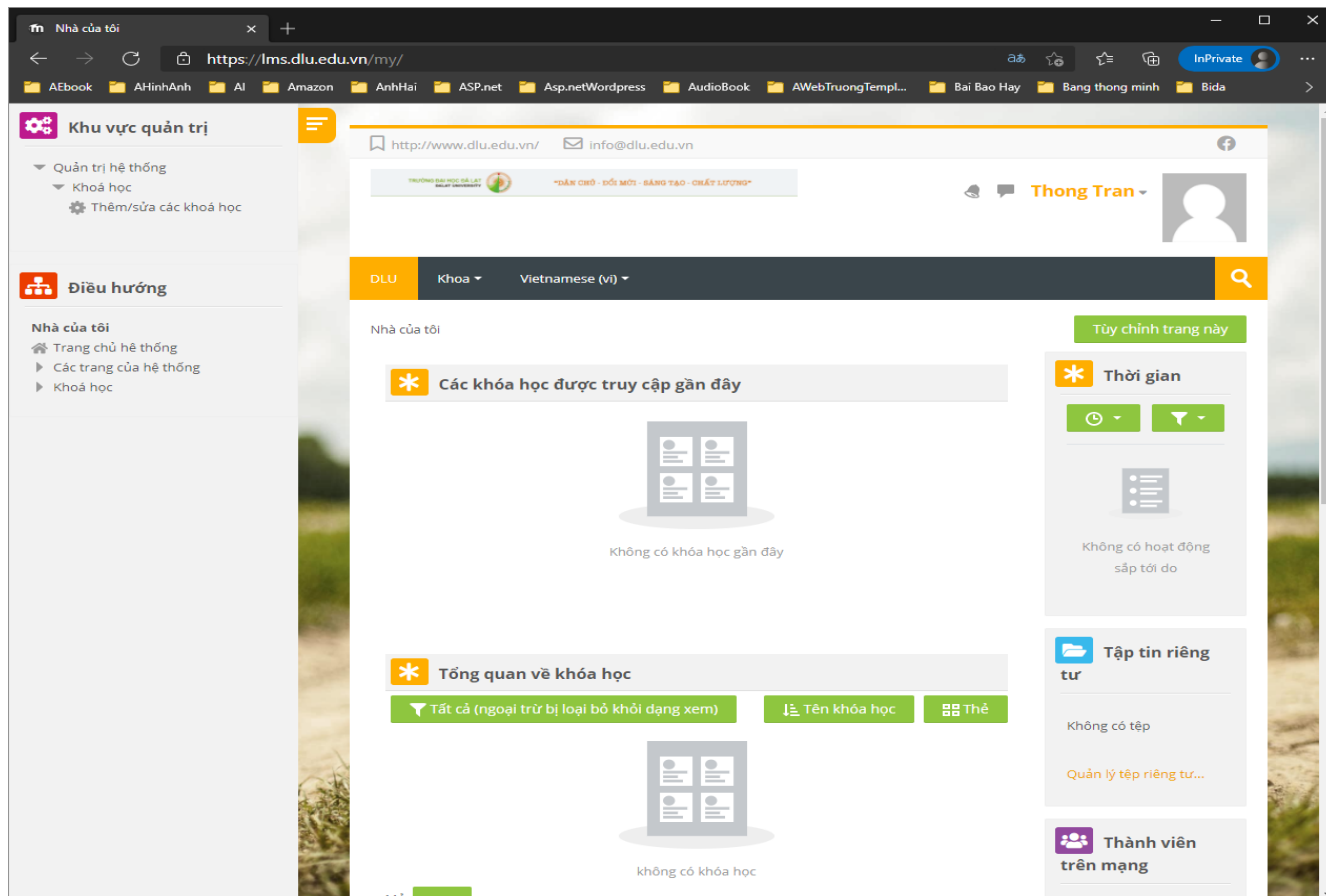 Nhà của tôi
https://lms.dlu.edu.vn/my/
InPrivate
AEbook AHinhAnh AI Amazon AnhHai ASP.net Asp.netWordpress AudioBook AWebTruongTempl... Bai Bao Hay Bang thong minh Bida
Khu vực quản trị
Quản trị hệ thống
Khoá học
Thêm/sửa các khoá học
Điều hướng
Nhà của tôi
Trang chủ hệ thống
Các trang của hệ thống
Khoá học
http://www.dlu.edu.vn/ info@dlu.edu.vn
TRƯỜNG ĐẠI HỌC ĐÀ LẠT
DALAT UNIVERSITY
"DÂN CHỦ - ĐỔI MỚI - SÁNG TẠO - CHẤT LƯỢNG"
Thong Tran
DLU Khoa Vietnamese (vi)
Nhà của tôi
Tùy chỉnh trang này
Các khóa học được truy cập gần đây
Không có khóa học gần đây
Tổng quan về khóa học
Tất cả (ngoại trừ bị loại bỏ khỏi dạng xem) Tên khóa học Thẻ
không có khóa học
Thời gian
Không có hoạt động
sắp tới do
Tập tin riêng
tư
Không có tệp
Quản lý tệp riêng tư...
Thành viên
trên mạng